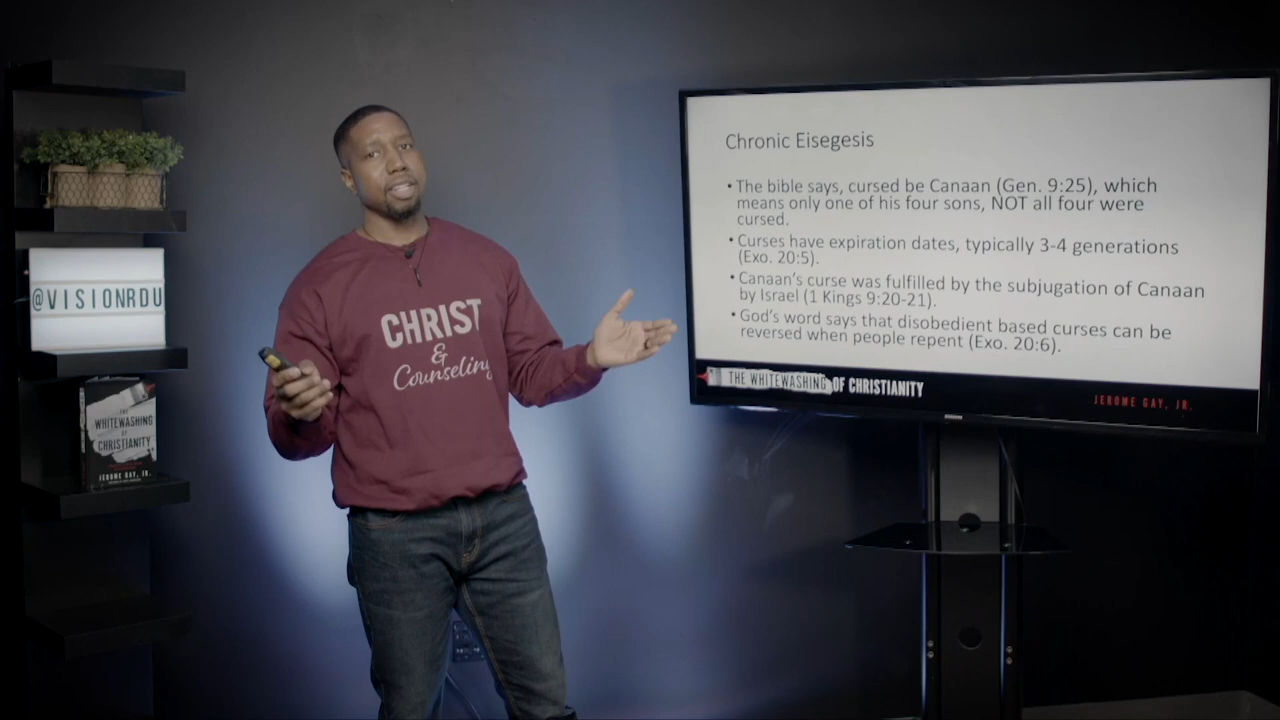 @VISIONRDU
THE
WHITEWASHING
OF
CHRISTIANITY
JEROME GAY, JR.
CHRIST
&
Counseling
Chronic Eisegesis
• The bible says, cursed be Canaan (Gen. 9:25), which
means only one of his four sons, NOT all four were
cursed.
• Curses have expiration dates, typically 3-4 generations
(Exo. 20:5).
• Canaan's curse was fulfilled by the subjugation of Canaan
by Israel (1 Kings 9:20-21).
• God's word says that disobedient based curses can be
reversed when people repent (Exo. 20:6).
THE WHITEWASHING OF CHRISTIANITY
JEROME GAY, JR.